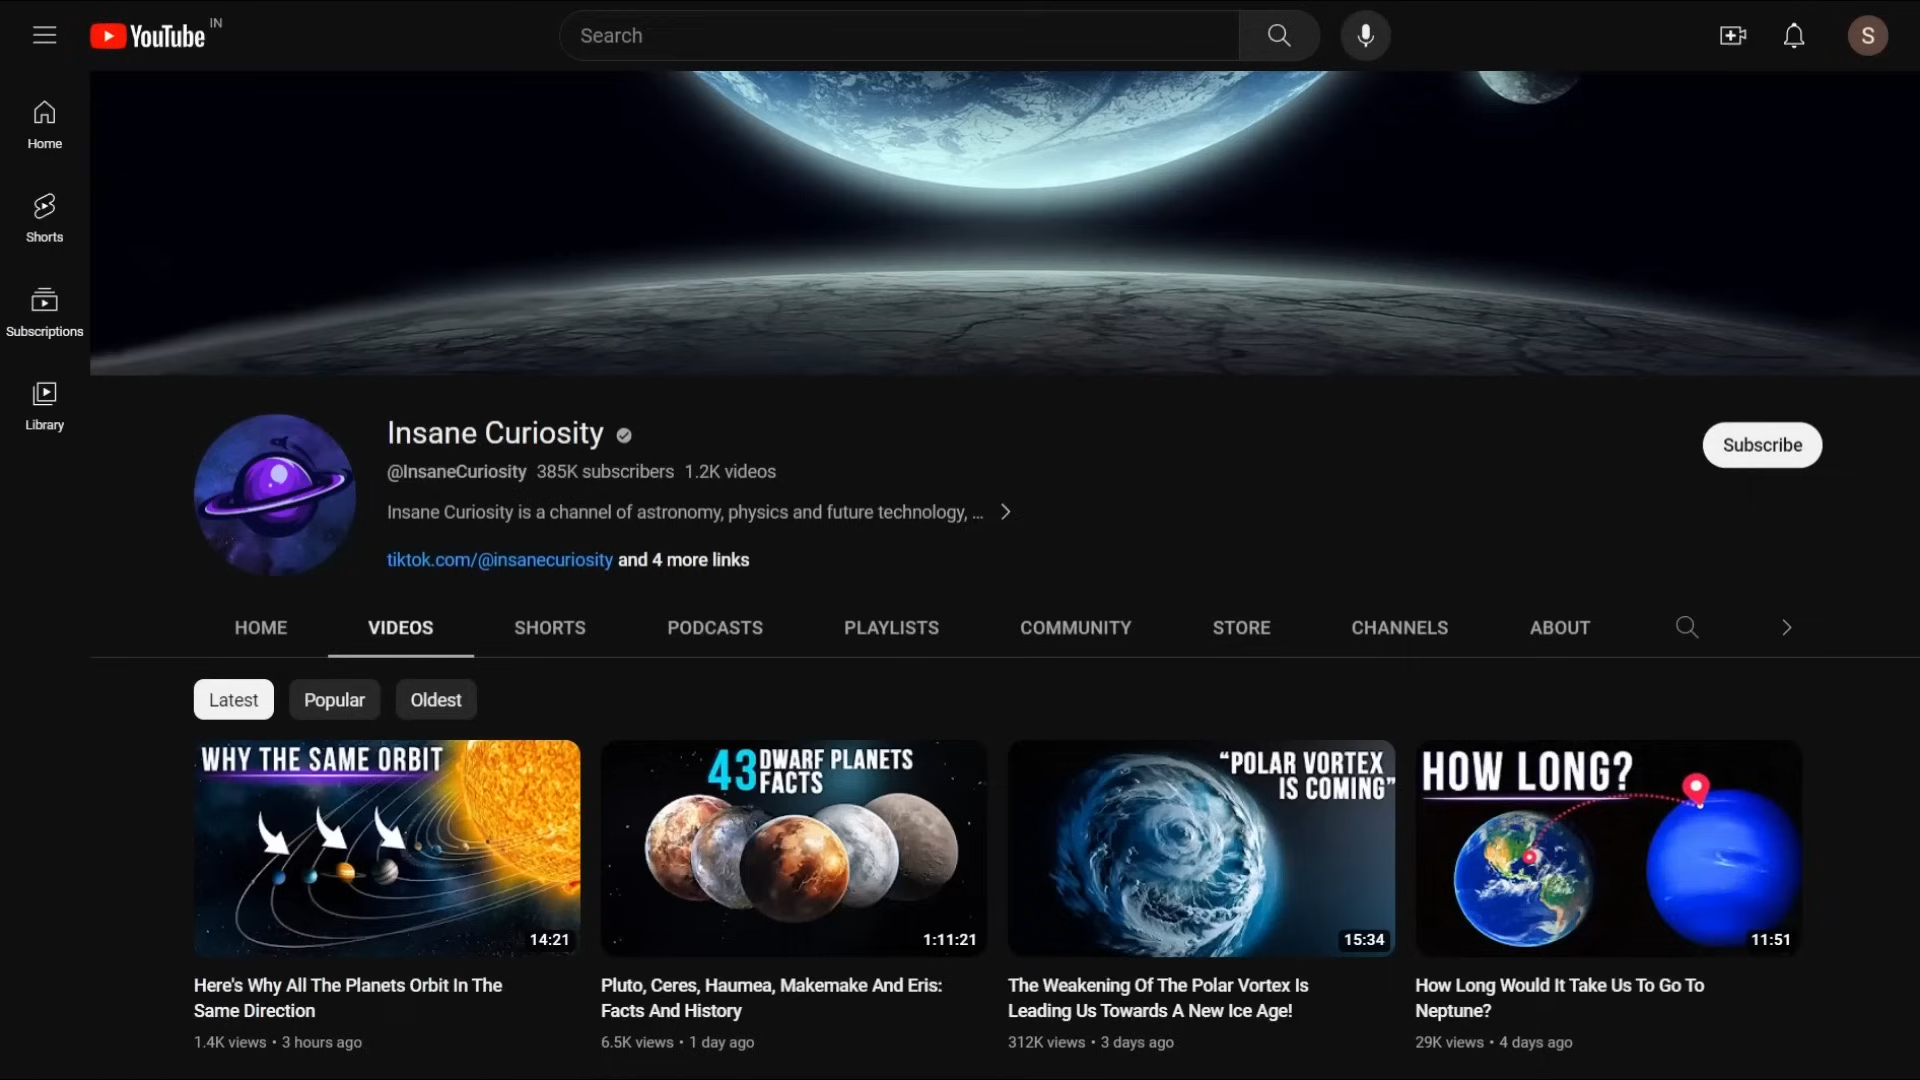 YouTube IN
Search
S
Home
Shorts
Subscriptions
Library
Insane Curiosity
@InsaneCuriosity 385K subscribers 1.2K videos
Insane Curiosity is a channel of astronomy, physics and future technology, ...
tiktok.com/@insanecuriosity and 4 more links
Subscribe
HOME VIDEOS SHORTS PODCASTS PLAYLISTS COMMUNITY STORE CHANNELS ABOUT
Latest Popular Oldest
WHY THE SAME ORBIT
14:21
Here's Why All The Planets Orbit In The
Same Direction
1.4K views • 3 hours ago
43 DWARF PLANETS
FACTS
1:11:21
Pluto, Ceres, Haumea, Makemake And Eris:
Facts And History
6.5K views • 1 day ago
“POLAR VORTEX
IS COMING”
15:34
The Weakening Of The Polar Vortex Is
Leading Us Towards A New Ice Age!
312K views • 3 days ago
HOW LONG?
11:51
How Long Would It Take Us To Go To
Neptune?
29K views • 4 days ago